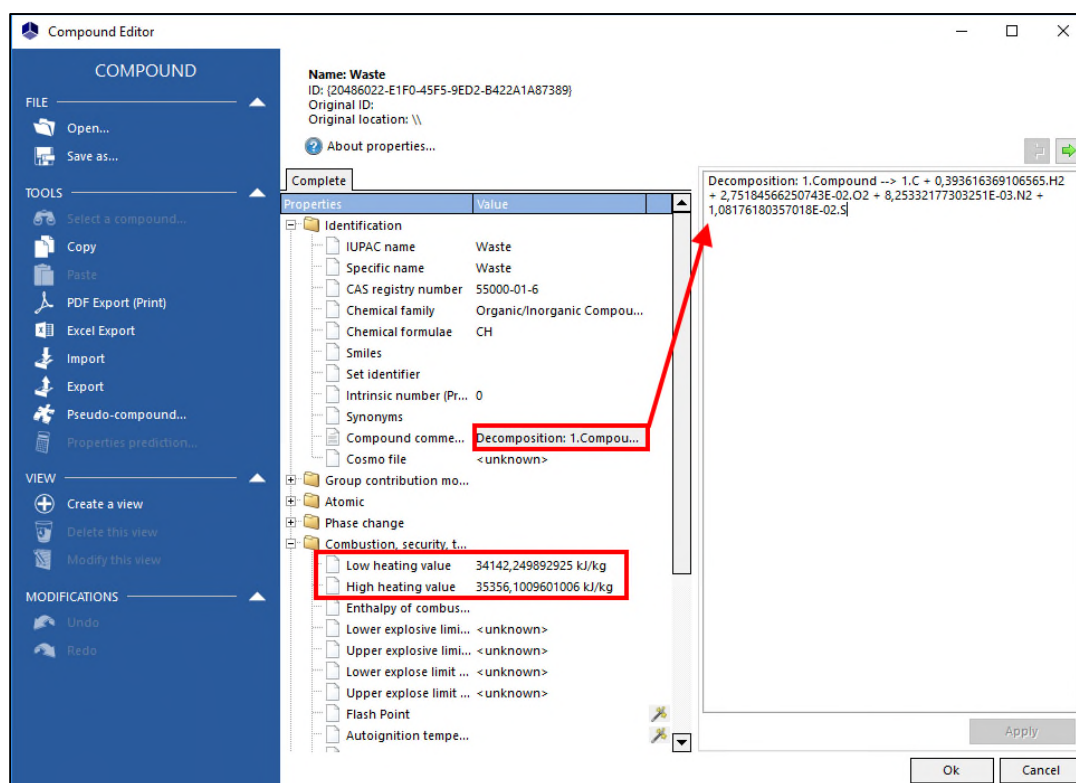 Compound Editor
COMPOUND
FILE
Open...
Save as...
TOOLS
Select a compound...
Copy
Paste
PDF Export (Print)
Excel Export
Import
Export
Pseudo-compound...
Properties prediction...
VIEW
Create a view
Delete this view
Modify this view
MODIFICATIONS
Undo
Redo
Name: Waste
ID: {20486022-E1F0-45F5-9ED2-B422A1A87389}
Original ID:
Original location: \\
About properties...
Complete
Properties Value
Identification
IUPAC name Waste
Specific name Waste
CAS registry number 55000-01-6
Chemical family Organic/Inorganic Compou...
Chemical formulae CH
Smiles
Set identifier
Intrinsic number (Pr... 0
Synonyms
Compound comme... Decomposition: 1.Compou...
Cosmo file <unknown>
Group contribution mo...
Atomic
Phase change
Combustion, security, t...
Low heating value 34142,249892925 kJ/kg
High heating value 35356,1009601006 kJ/kg
Enthalpy of combus...
Lower explosive limi... <unknown>
Upper explosive limi... <unknown>
Lower explose limit ... <unknown>
Upper explose limit ... <unknown>
Flash Point
Autoignition tempe...
Decomposition: 1.Compound --> 1.C + 0,393616369106565.H2
+ 2,75184566250743E-02.O2 + 8,25332177303251E-03.N2 +
1,08176180357018E-02.S
Apply
Ok Cancel